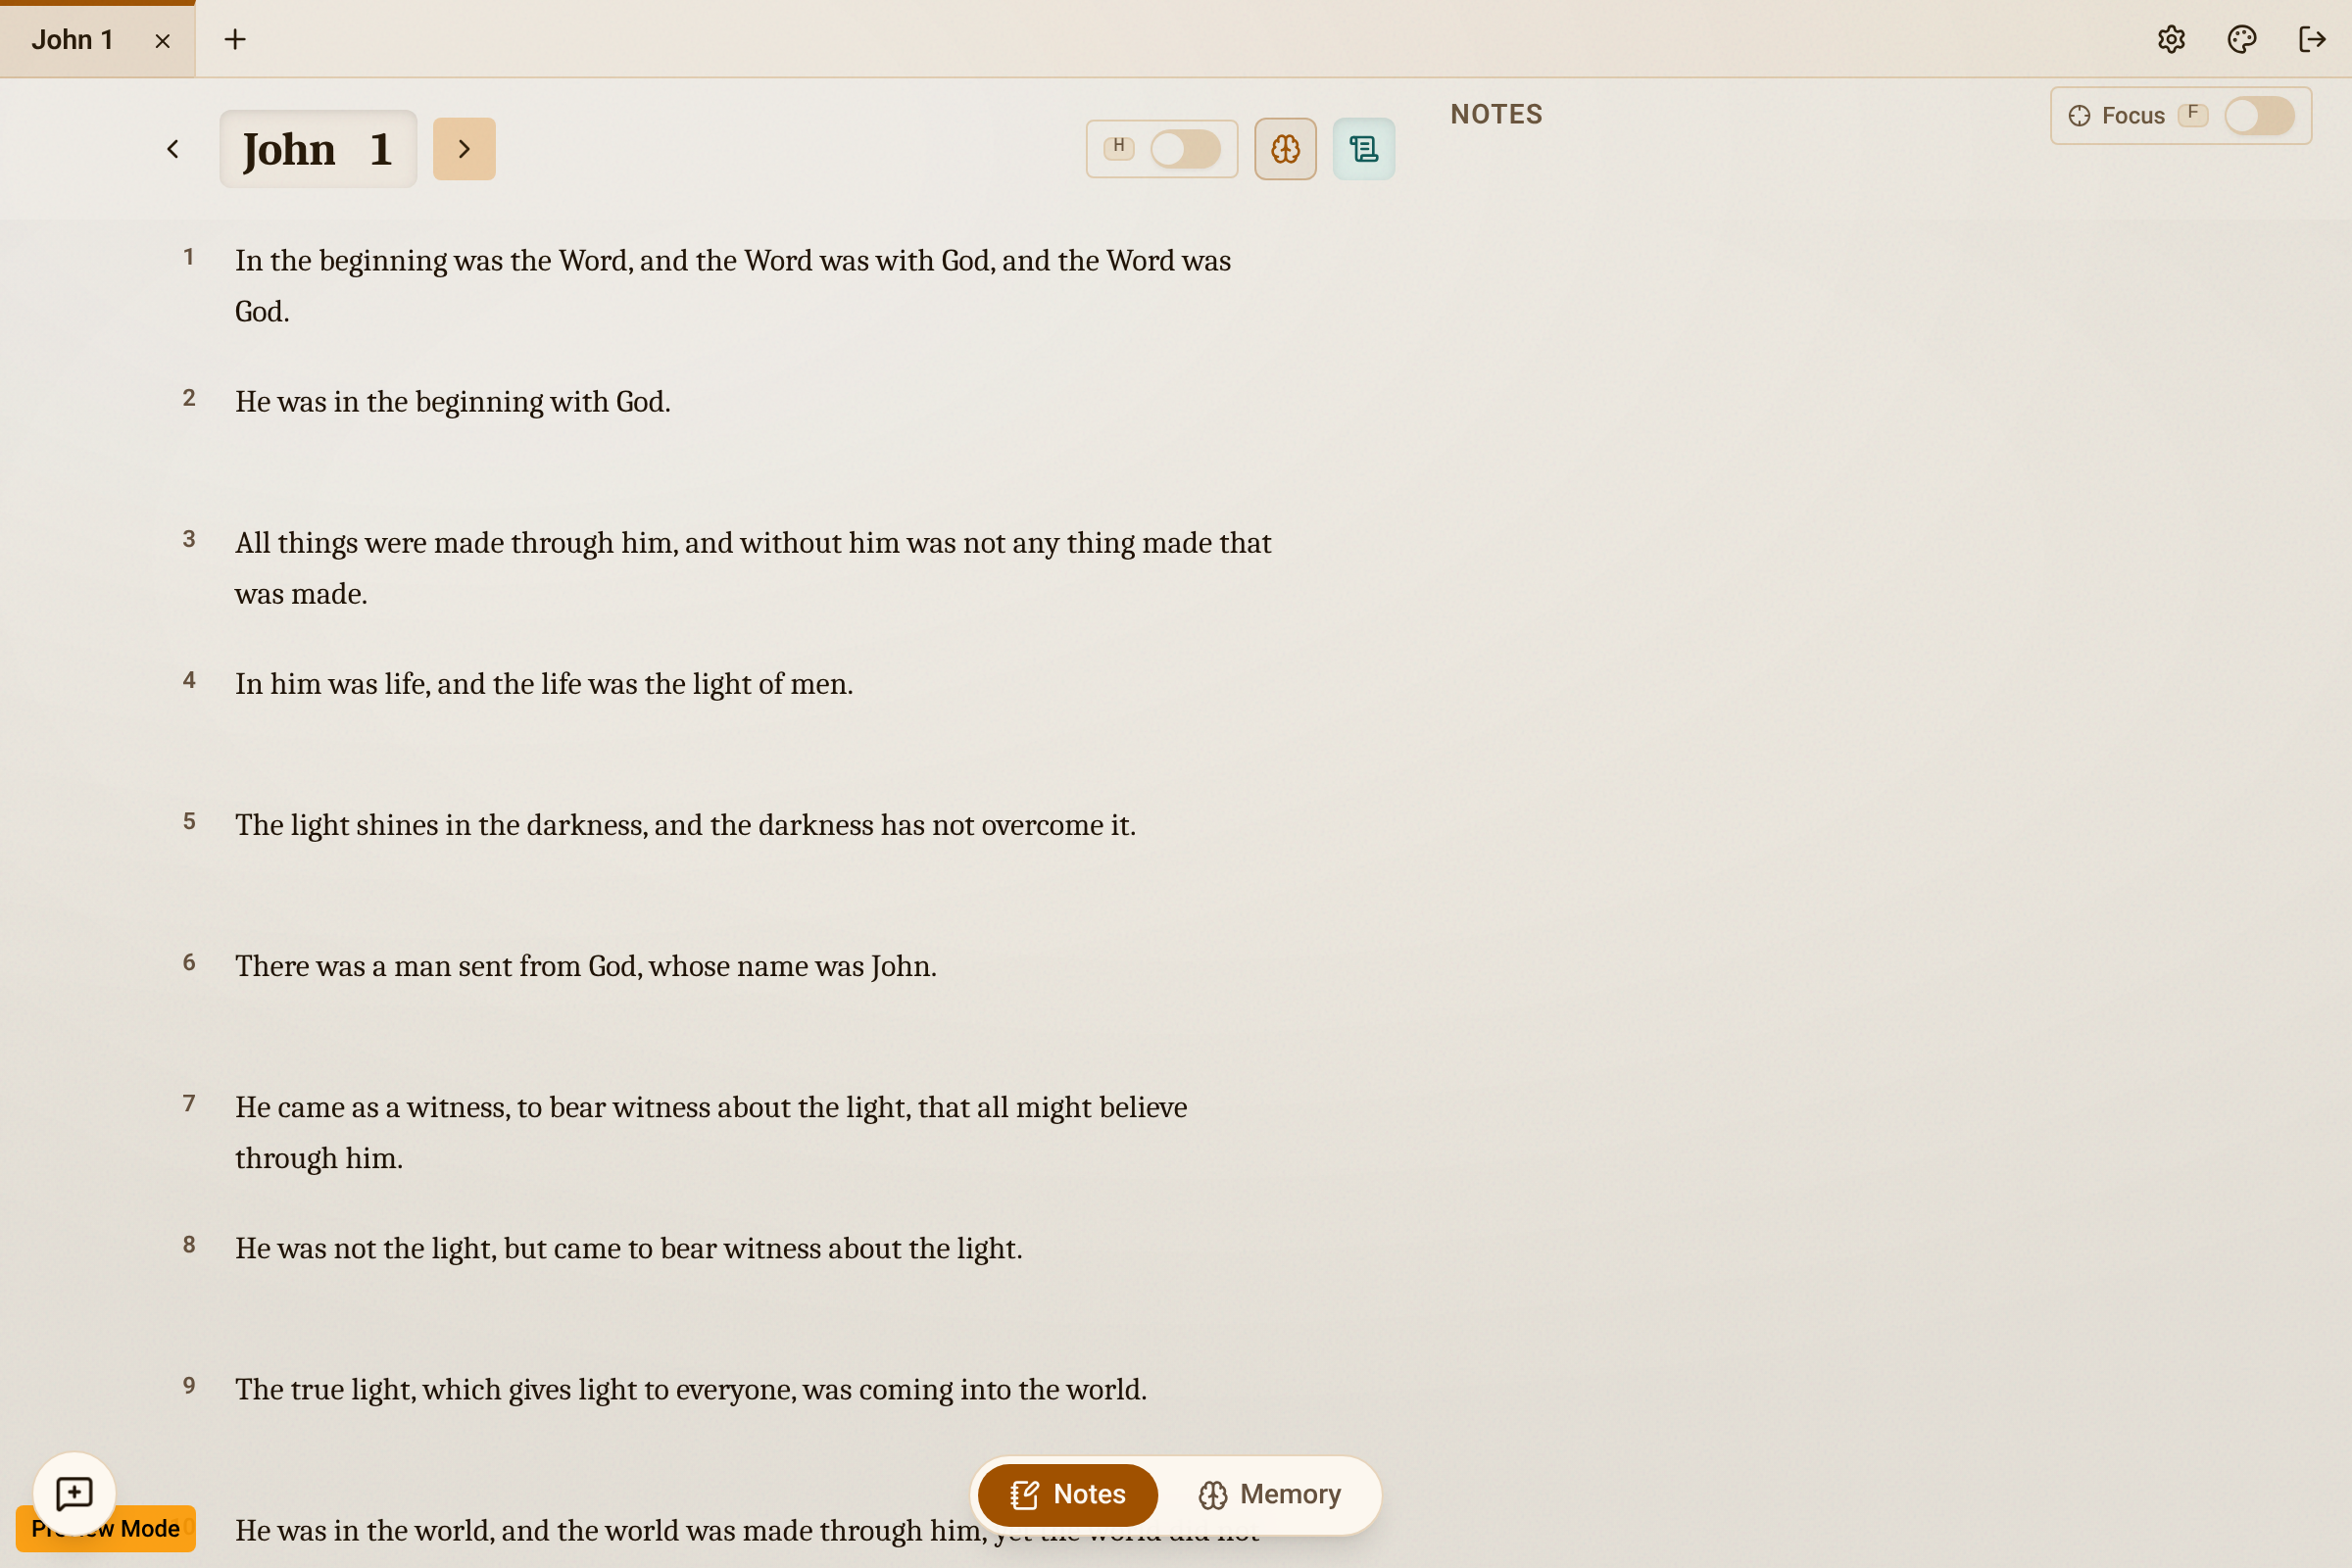 John 1
John 1
H
NOTES
Focus F
1 In the beginning was the Word, and the Word was with God, and the Word was
God.
2 He was in the beginning with God.
3 All things were made through him, and without him was not any thing made that
was made.
4 In him was life, and the life was the light of men.
5 The light shines in the darkness, and the darkness has not overcome it.
6 There was a man sent from God, whose name was John.
7 He came as a witness, to bear witness about the light, that all might believe
through him.
8 He was not the light, but came to bear witness about the light.
9 The true light, which gives light to everyone, was coming into the world.
Notes Memory
Mode
10 He was in the world, and the world was made through him, yet the world did not